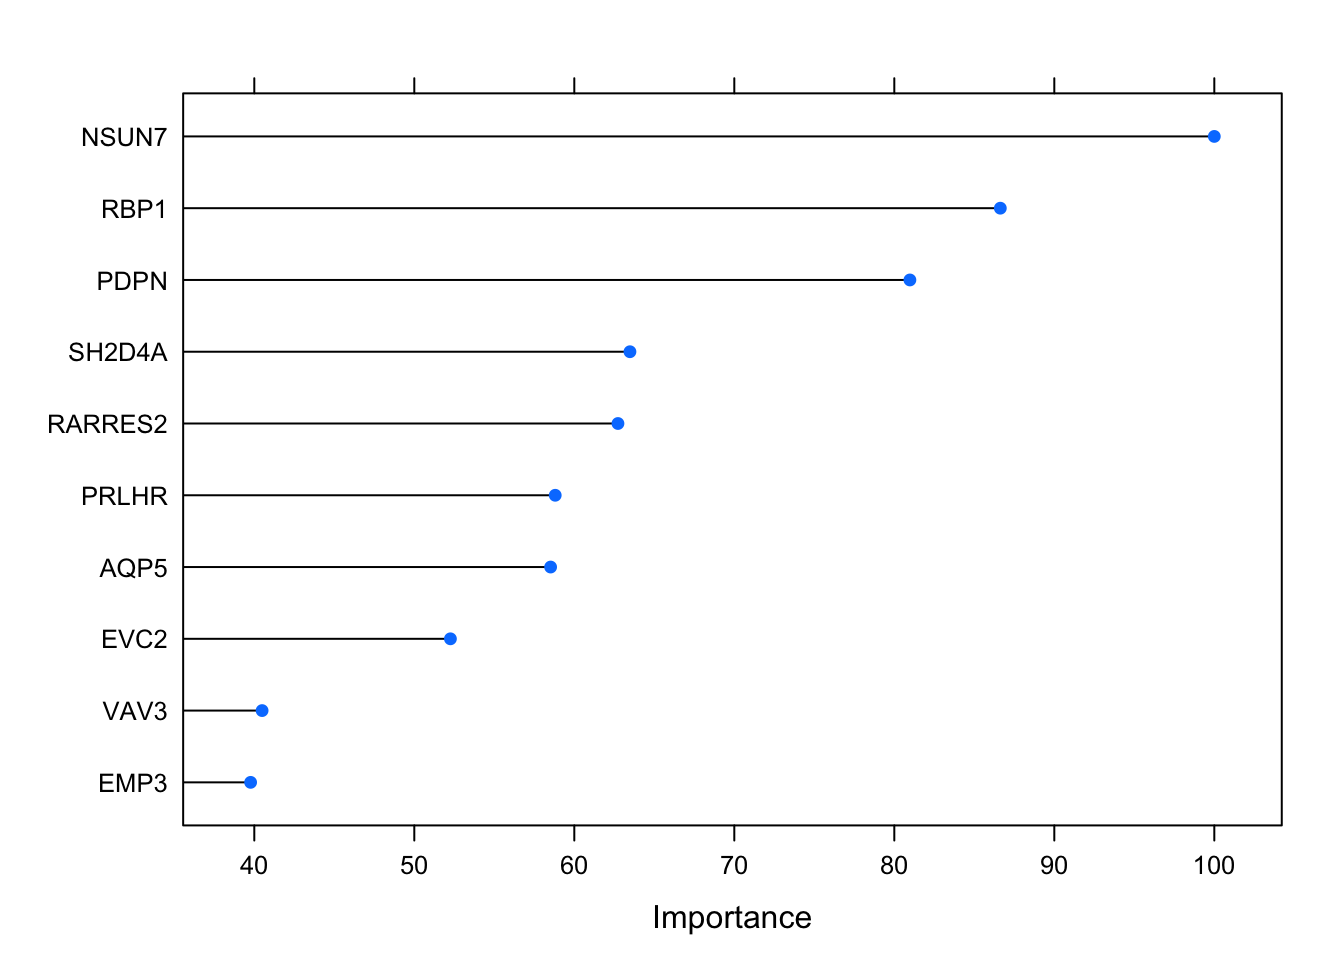 NSUN7
RBP1
PDPN
SH2D4A
RARRES2
PRLHR
AQP5
EVC2
VAV3
EMP3
40 50 60 70 80 90 100
Importance